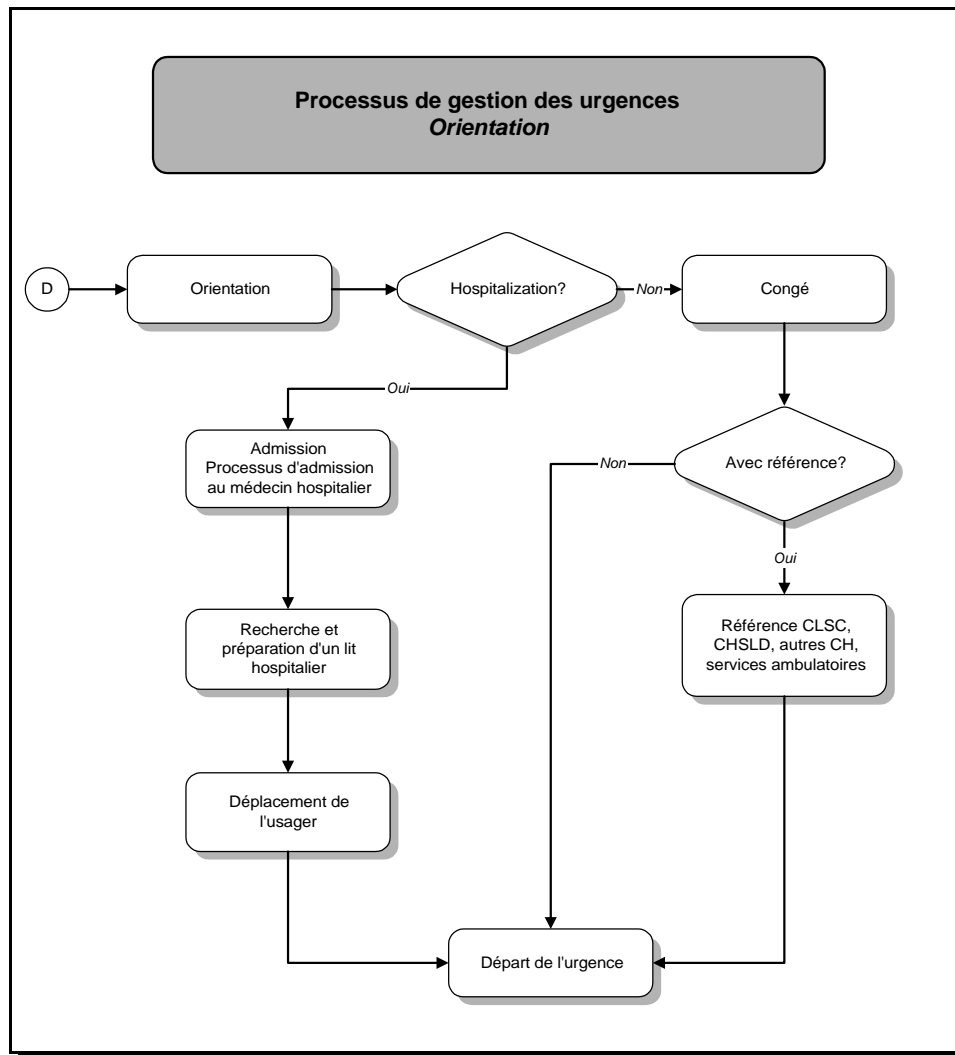 Processus de gestion des urgences
Orientation
D
Orientation
Hospitalization?
Non
Congé
Oui
Admission
Processus d'admission
au médecin hospitalier
Non
Avec référence?
Oui
Recherche et
préparation d'un lit
hospitalier
Référence CLSC,
CHSLD, autres CH,
services ambulatoires
Déplacement de
l'usager
Départ de l'urgence